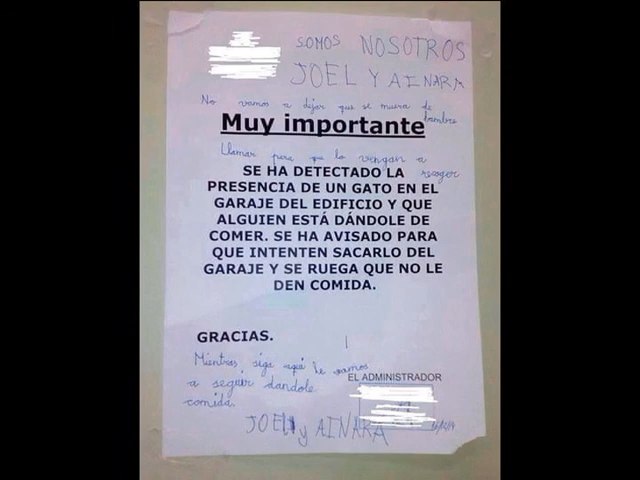 SOMOS NOSOTROS
JOEL Y AINARA
No vamos a dejar que se muera de
hambre
Muy importante
Llamar para que lo vengan a
recoger
SE HA DETECTADO LA
PRESENCIA DE UN GATO EN EL
GARAJE DEL EDIFICIO Y QUE
ALGUIEN ESTÁ DÁNDOLE DE
COMER. SE HA AVISADO PARA
QUE INTENTEN SACARLO DEL
GARAJE Y SE RUEGA QUE NO LE
DEN COMIDA.
GRACIAS.
Mientras siga aquí le vamos
a seguir dandole
comida.
EL ADMINISTRADOR
JOEL y AINARA